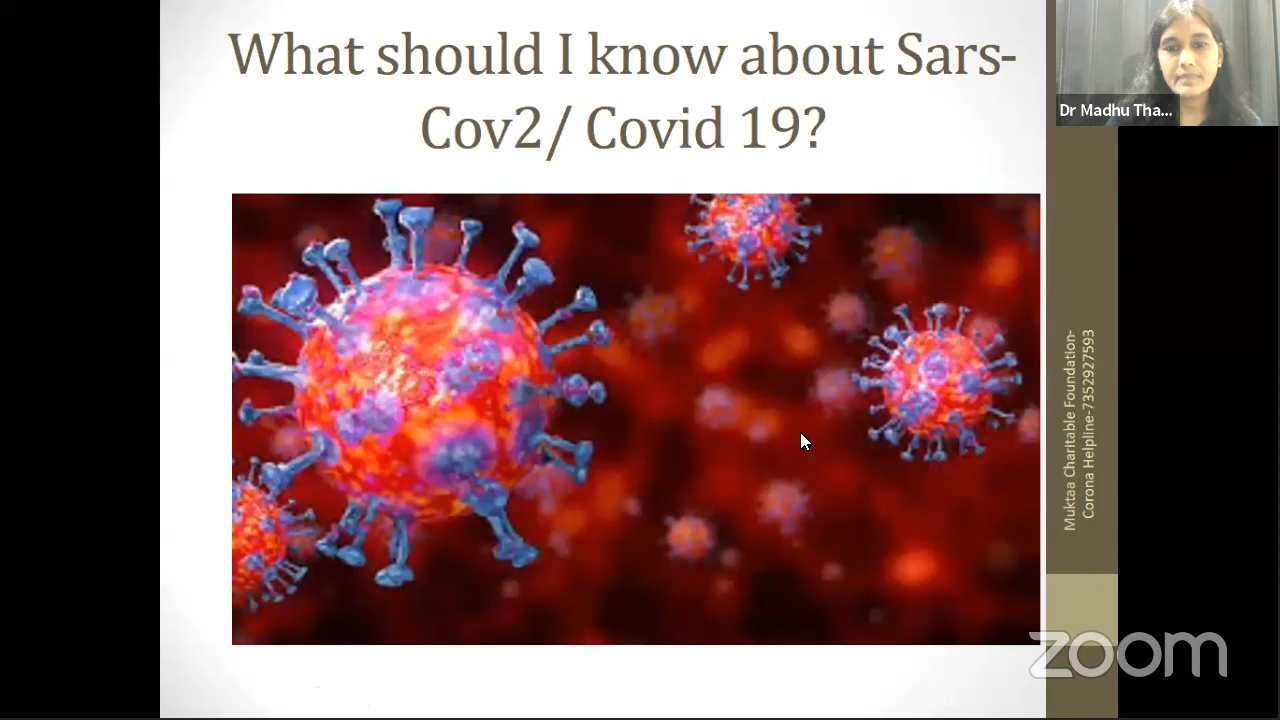 What should I know about Sars-
Cov2/ Covid 19?
Dr Madhu Tha...
Muktaa Charitable Foundation-
Corona Helpline-7352927593
zoom